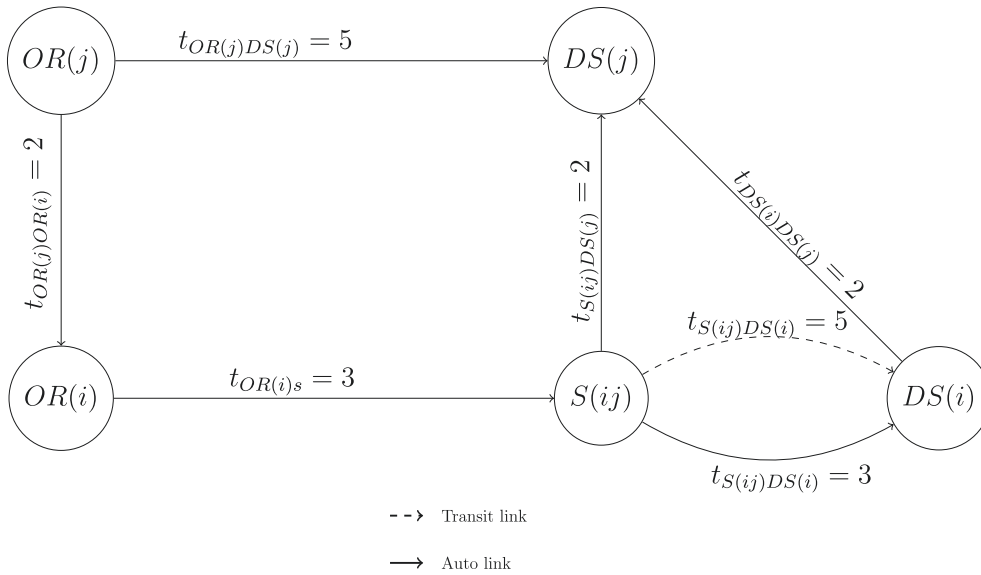 OR(j)
t_{OR(j)DS(j)} = 5
DS(j)
t_{OR(j)OR(i)} = 2
t_{S(ij)DS(j)} = 2
t_{DS(i)DS(j)} = 2
OR(i)
t_{OR(i)s} = 3
S(ij)
t_{S(ij)DS(i)} = 5
DS(i)
t_{S(ij)DS(i)} = 3
Transit link
Auto link